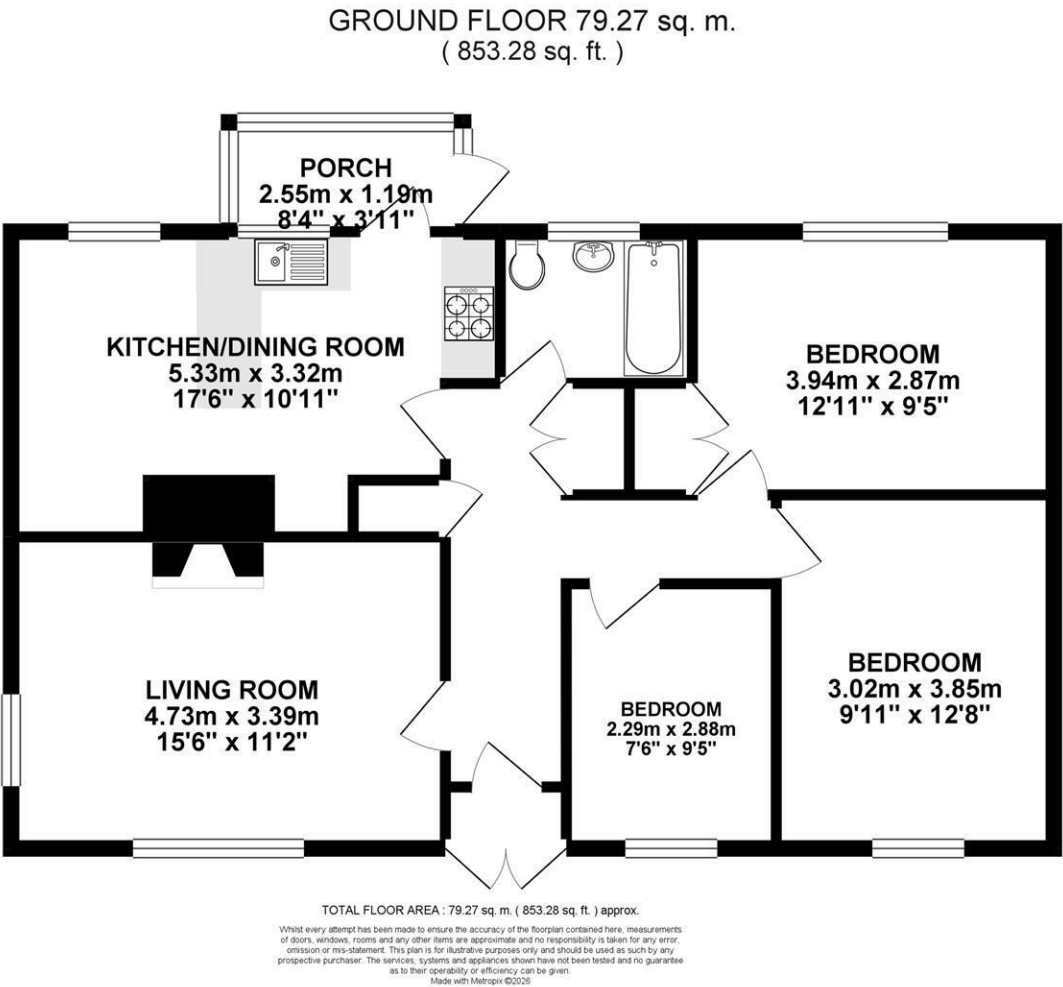 GROUND FLOOR 79.27 sq. m.
( 853.28 sq. ft. )
PORCH
2.55m x 1.19m
8'4" x 3'11"
KITCHEN/DINING ROOM
5.33m x 3.32m
17'6" x 10'11"
BEDROOM
3.94m x 2.87m
12'11" x 9'5"
LIVING ROOM
4.73m x 3.39m
15'6" x 11'2"
BEDROOM
2.29m x 2.88m
7'6" x 9'5"
BEDROOM
3.02m x 3.85m
9'11" x 12'8"
TOTAL FLOOR AREA : 79.27 sq. m. ( 853.28 sq. ft. ) approx.
Whilst every attempt has been made to ensure the accuracy of the floorplan contained here, measurements
of doors, windows, rooms and any other items are approximate and no responsibility is taken for any error,
omission or mis-statement. This plan is for illustrative purposes only and should be used as such by any
prospective purchaser. The services, systems and appliances shown have not been tested and no guarantee
as to their operability or efficiency can be given.
Made with Metropix ©2026